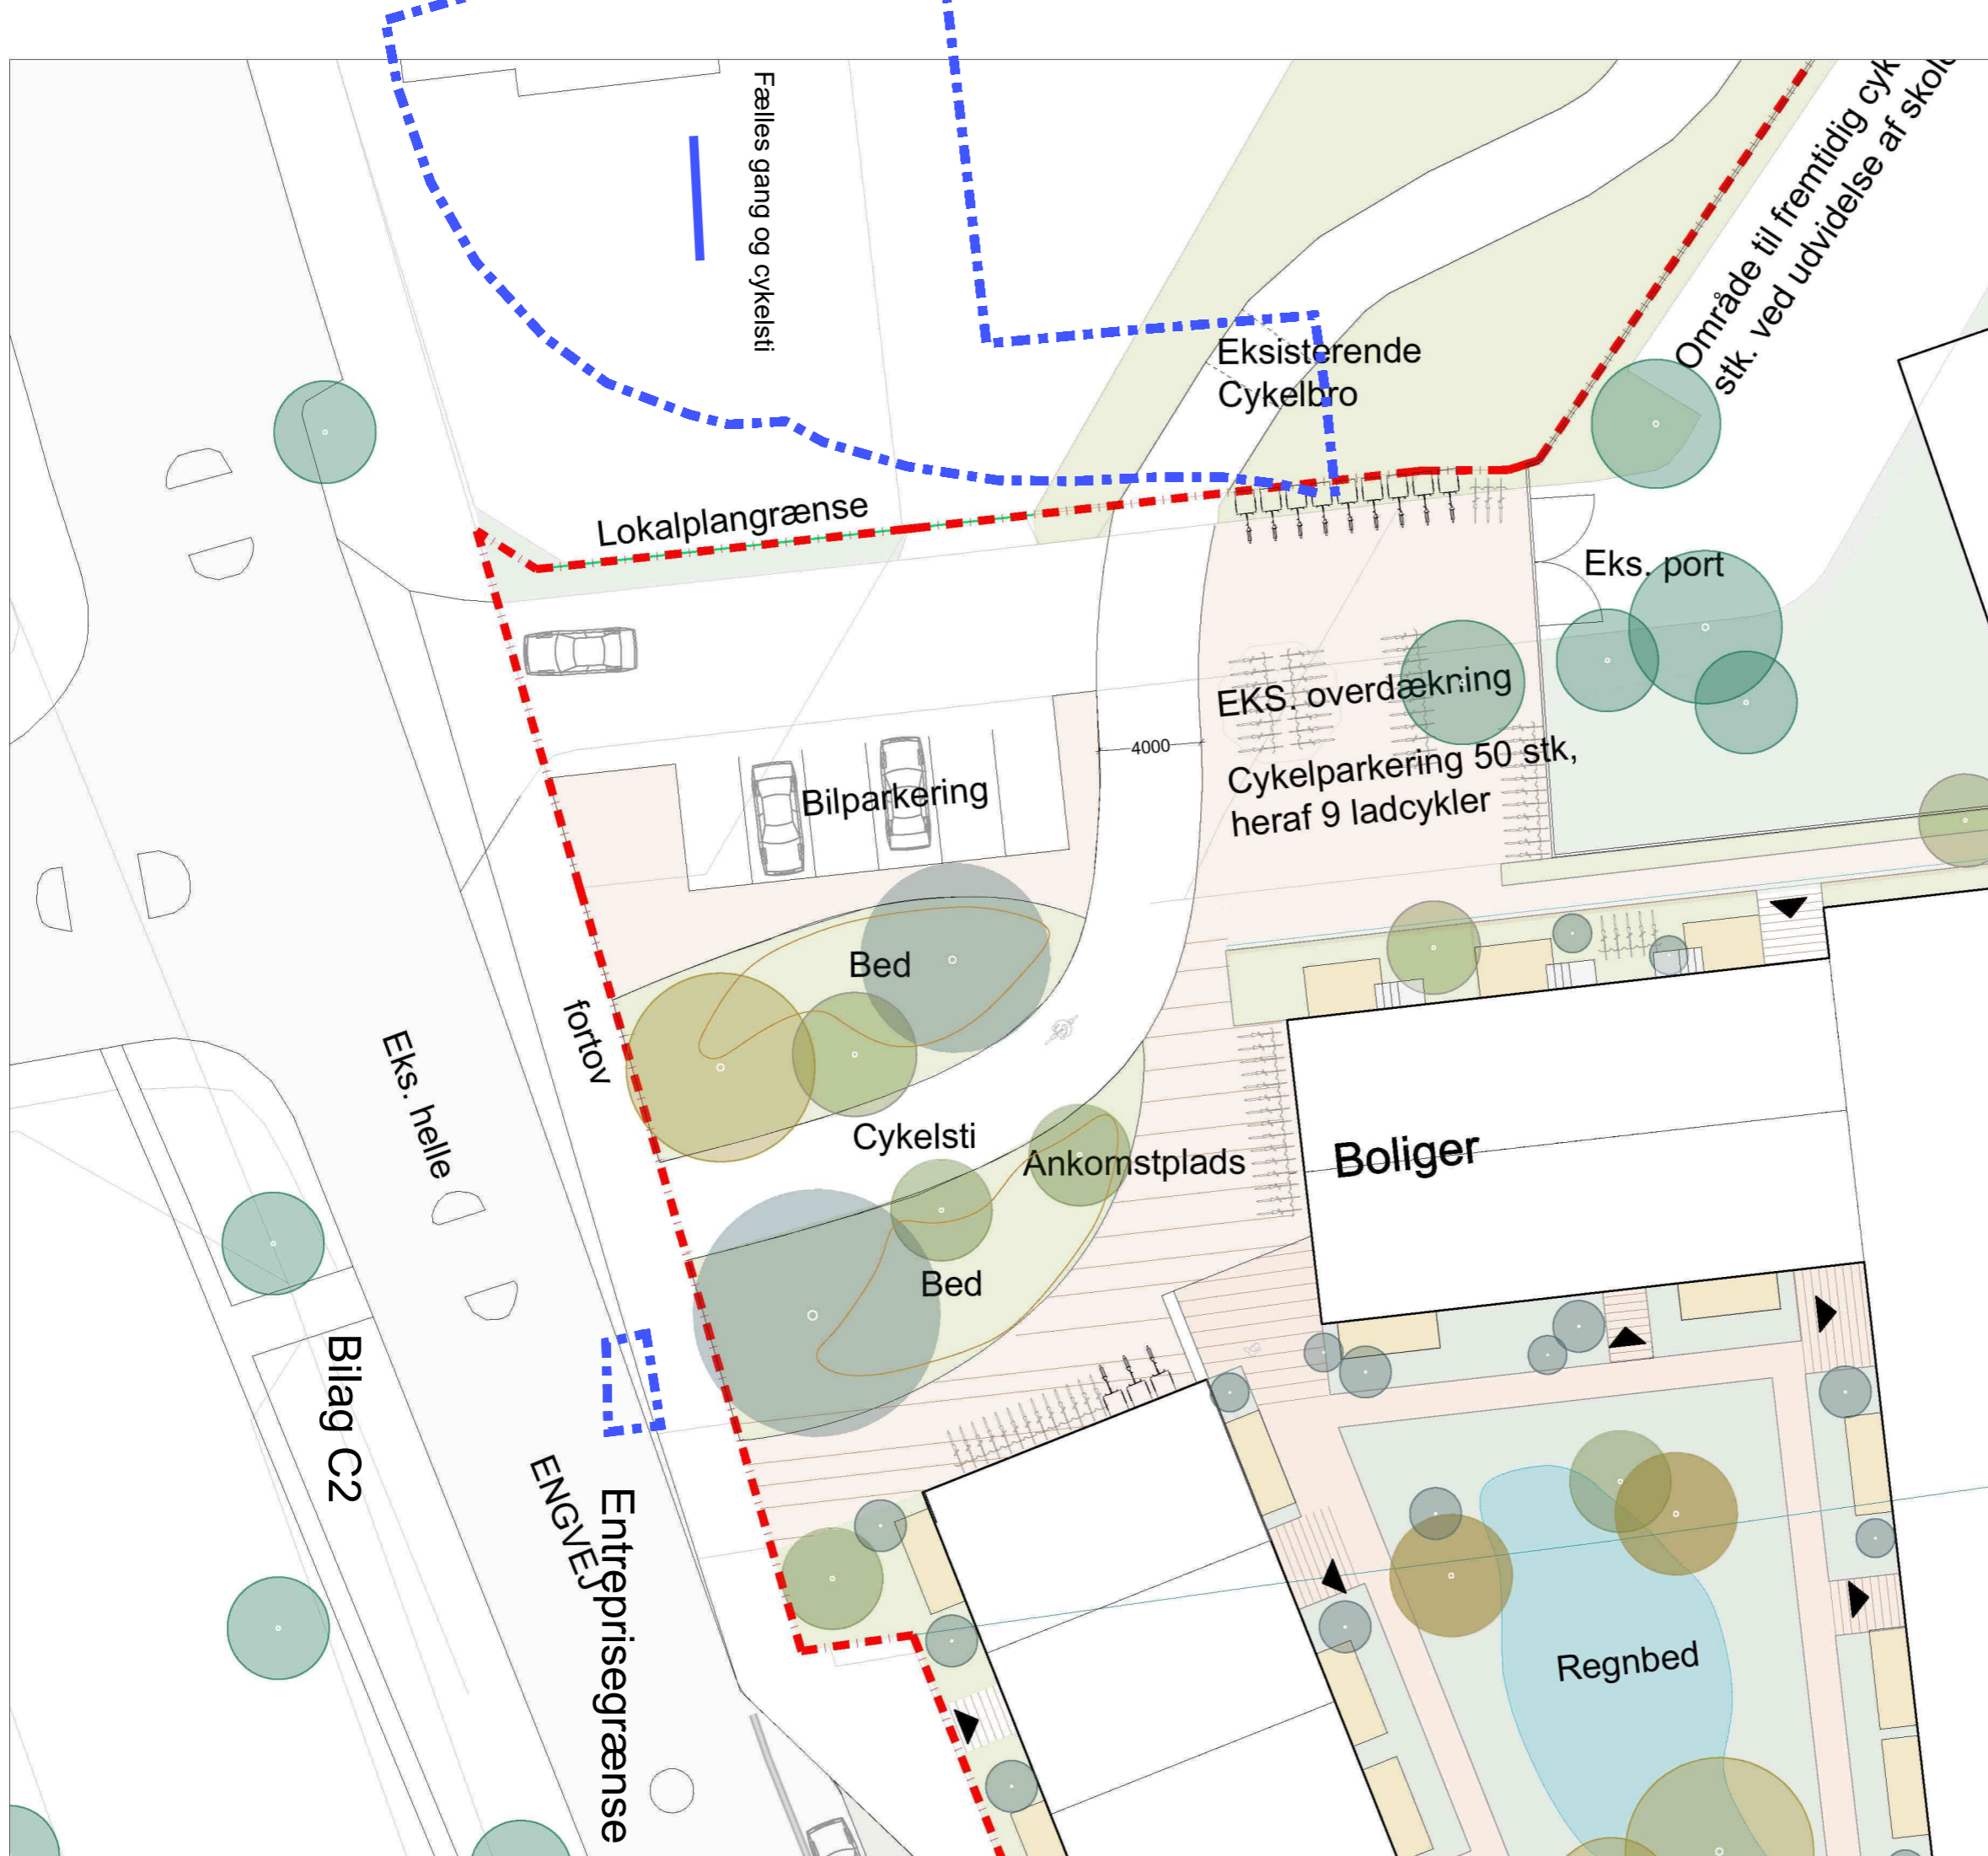 Fælles gang og cykelsti
Område til fremtidig cyk
stk. ved udvidelse af skole
Eksisterende
Cykelbro
Lokalplangrænse
Eks. port
EKS. overdækning
4000
Cykelparkering 50 stk,
heraf 9 ladcykler
Bilparkering
Bed
fortov
Eks. helle
Cykelsti
Ankomstplads
Boliger
Bed
Bilag C2
ENGVEJ
Entreprisegrænse
Regnbed